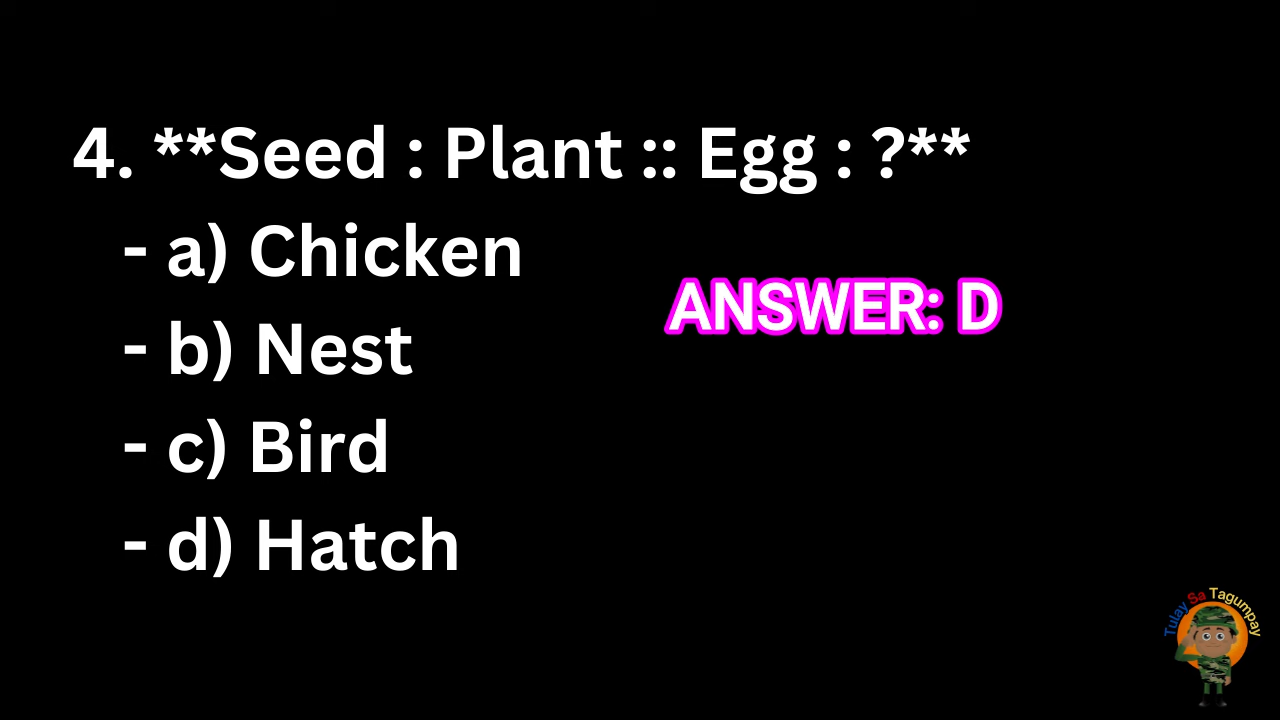 4. **Seed : Plant :: Egg : ?**
- a) Chicken
ANSWER: D
- b) Nest
- c) Bird
- d) Hatch
Tulay Sa Tagumpay